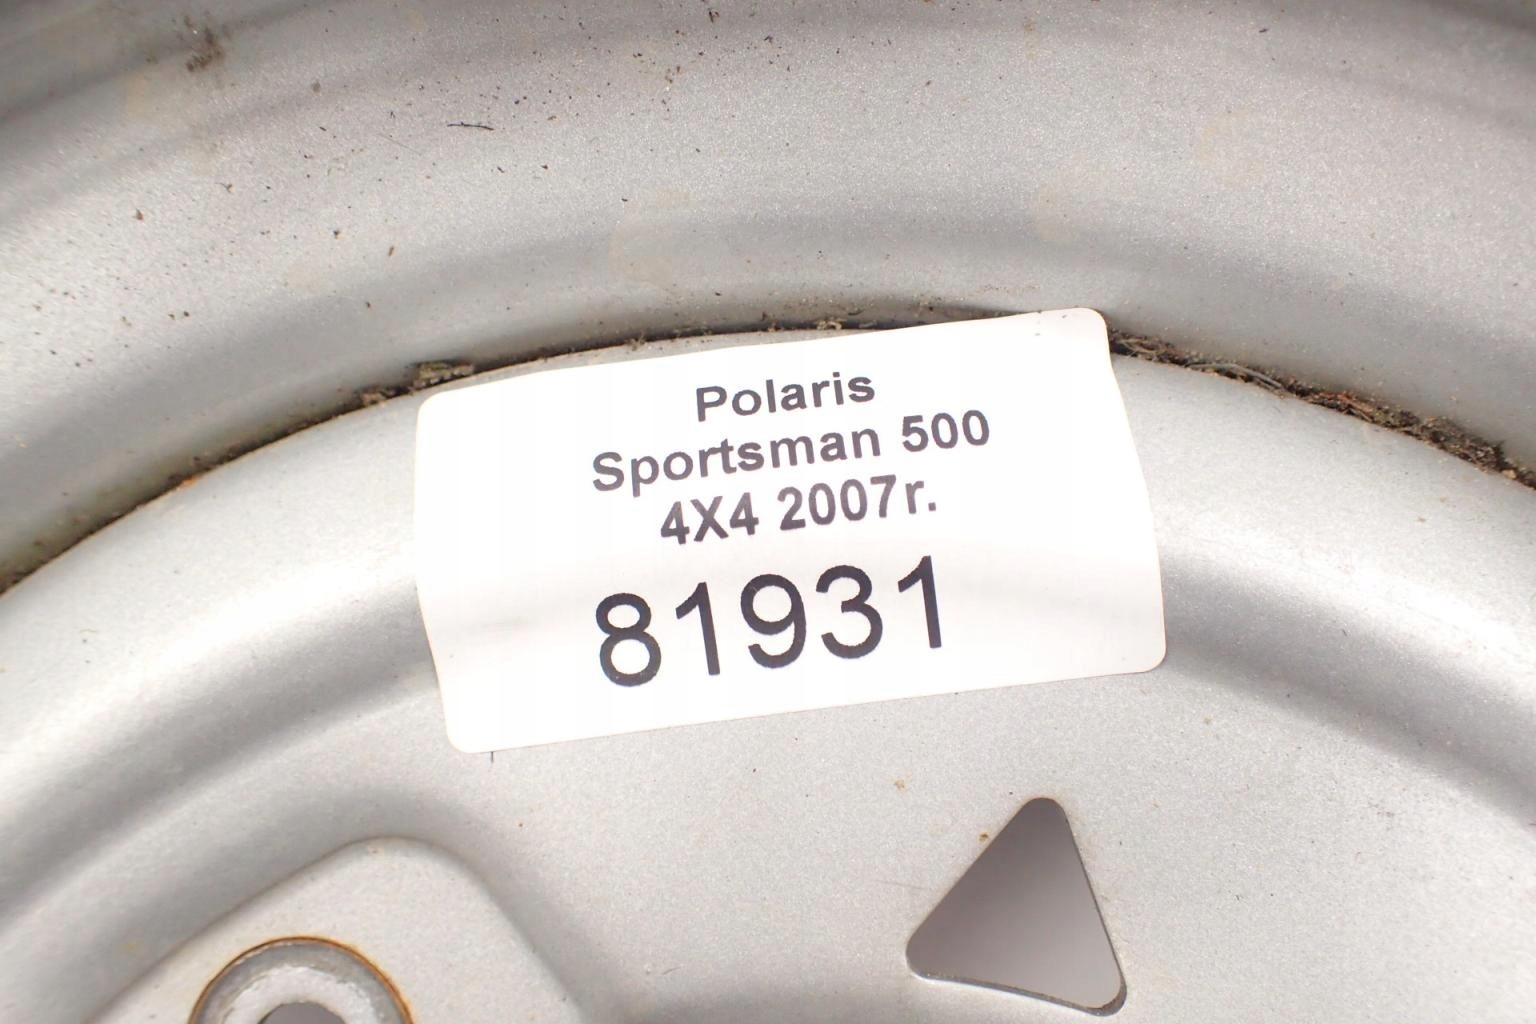 Polaris
Sportsman 500
4X4 2007r.
81931